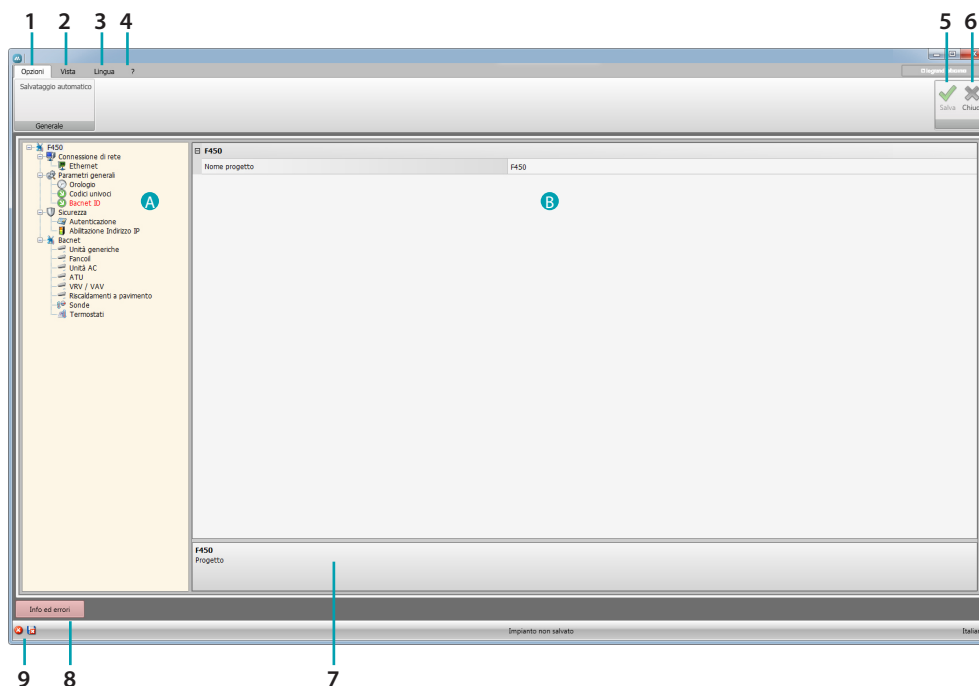 1 2 3 4 5 6
Opzioni Vista Lingua ?
Salvataggio automatico
Generale
Salva Chiud
F450
Connessione di rete
Ethernet
Parametri generali
Orologio
Codici univoci
Bacnet ID
Sicurezza
Autenticazione
Abilitazione Indirizzo IP
Bacnet
Unità generiche
Fancoil
Unità AC
ATU
VRV / VAV
Riscaldamenti a pavimento
Sonde
Termostati
A
F450
Nome progetto F450
B
F450
Progetto
Info ed errori
Impianto non salvato Italian
9 8 7